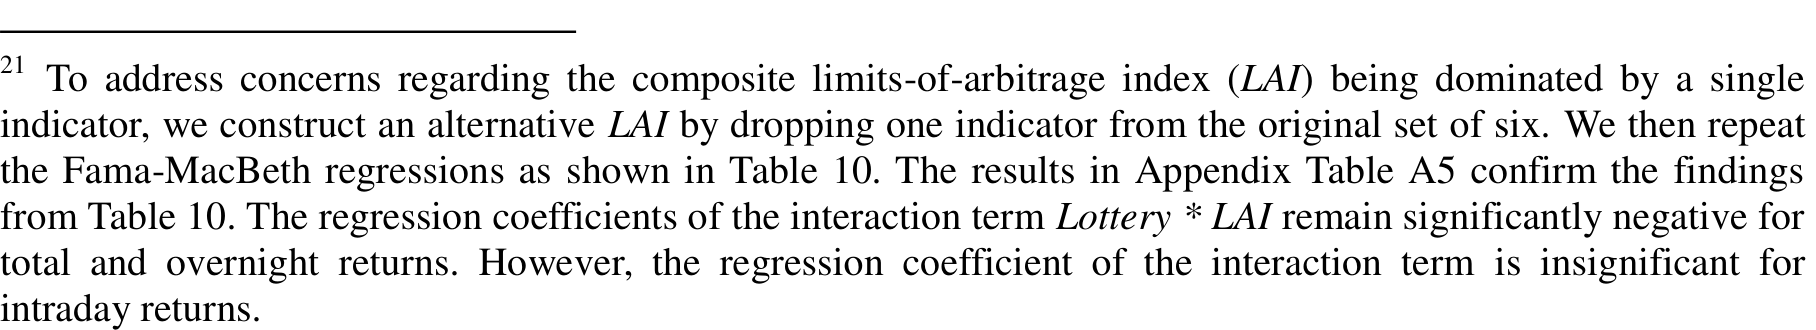 21 To address concerns regarding the composite limits-of-arbitrage index (LAI) being dominated by a single
indicator, we construct an alternative LAI by dropping one indicator from the original set of six. We then repeat
the Fama-MacBeth regressions as shown in Table 10. The results in Appendix Table A5 confirm the findings
from Table 10. The regression coefficients of the interaction term Lottery * LAI remain significantly negative for
total and overnight returns. However, the regression coefficient of the interaction term is insignificant for
intraday returns.